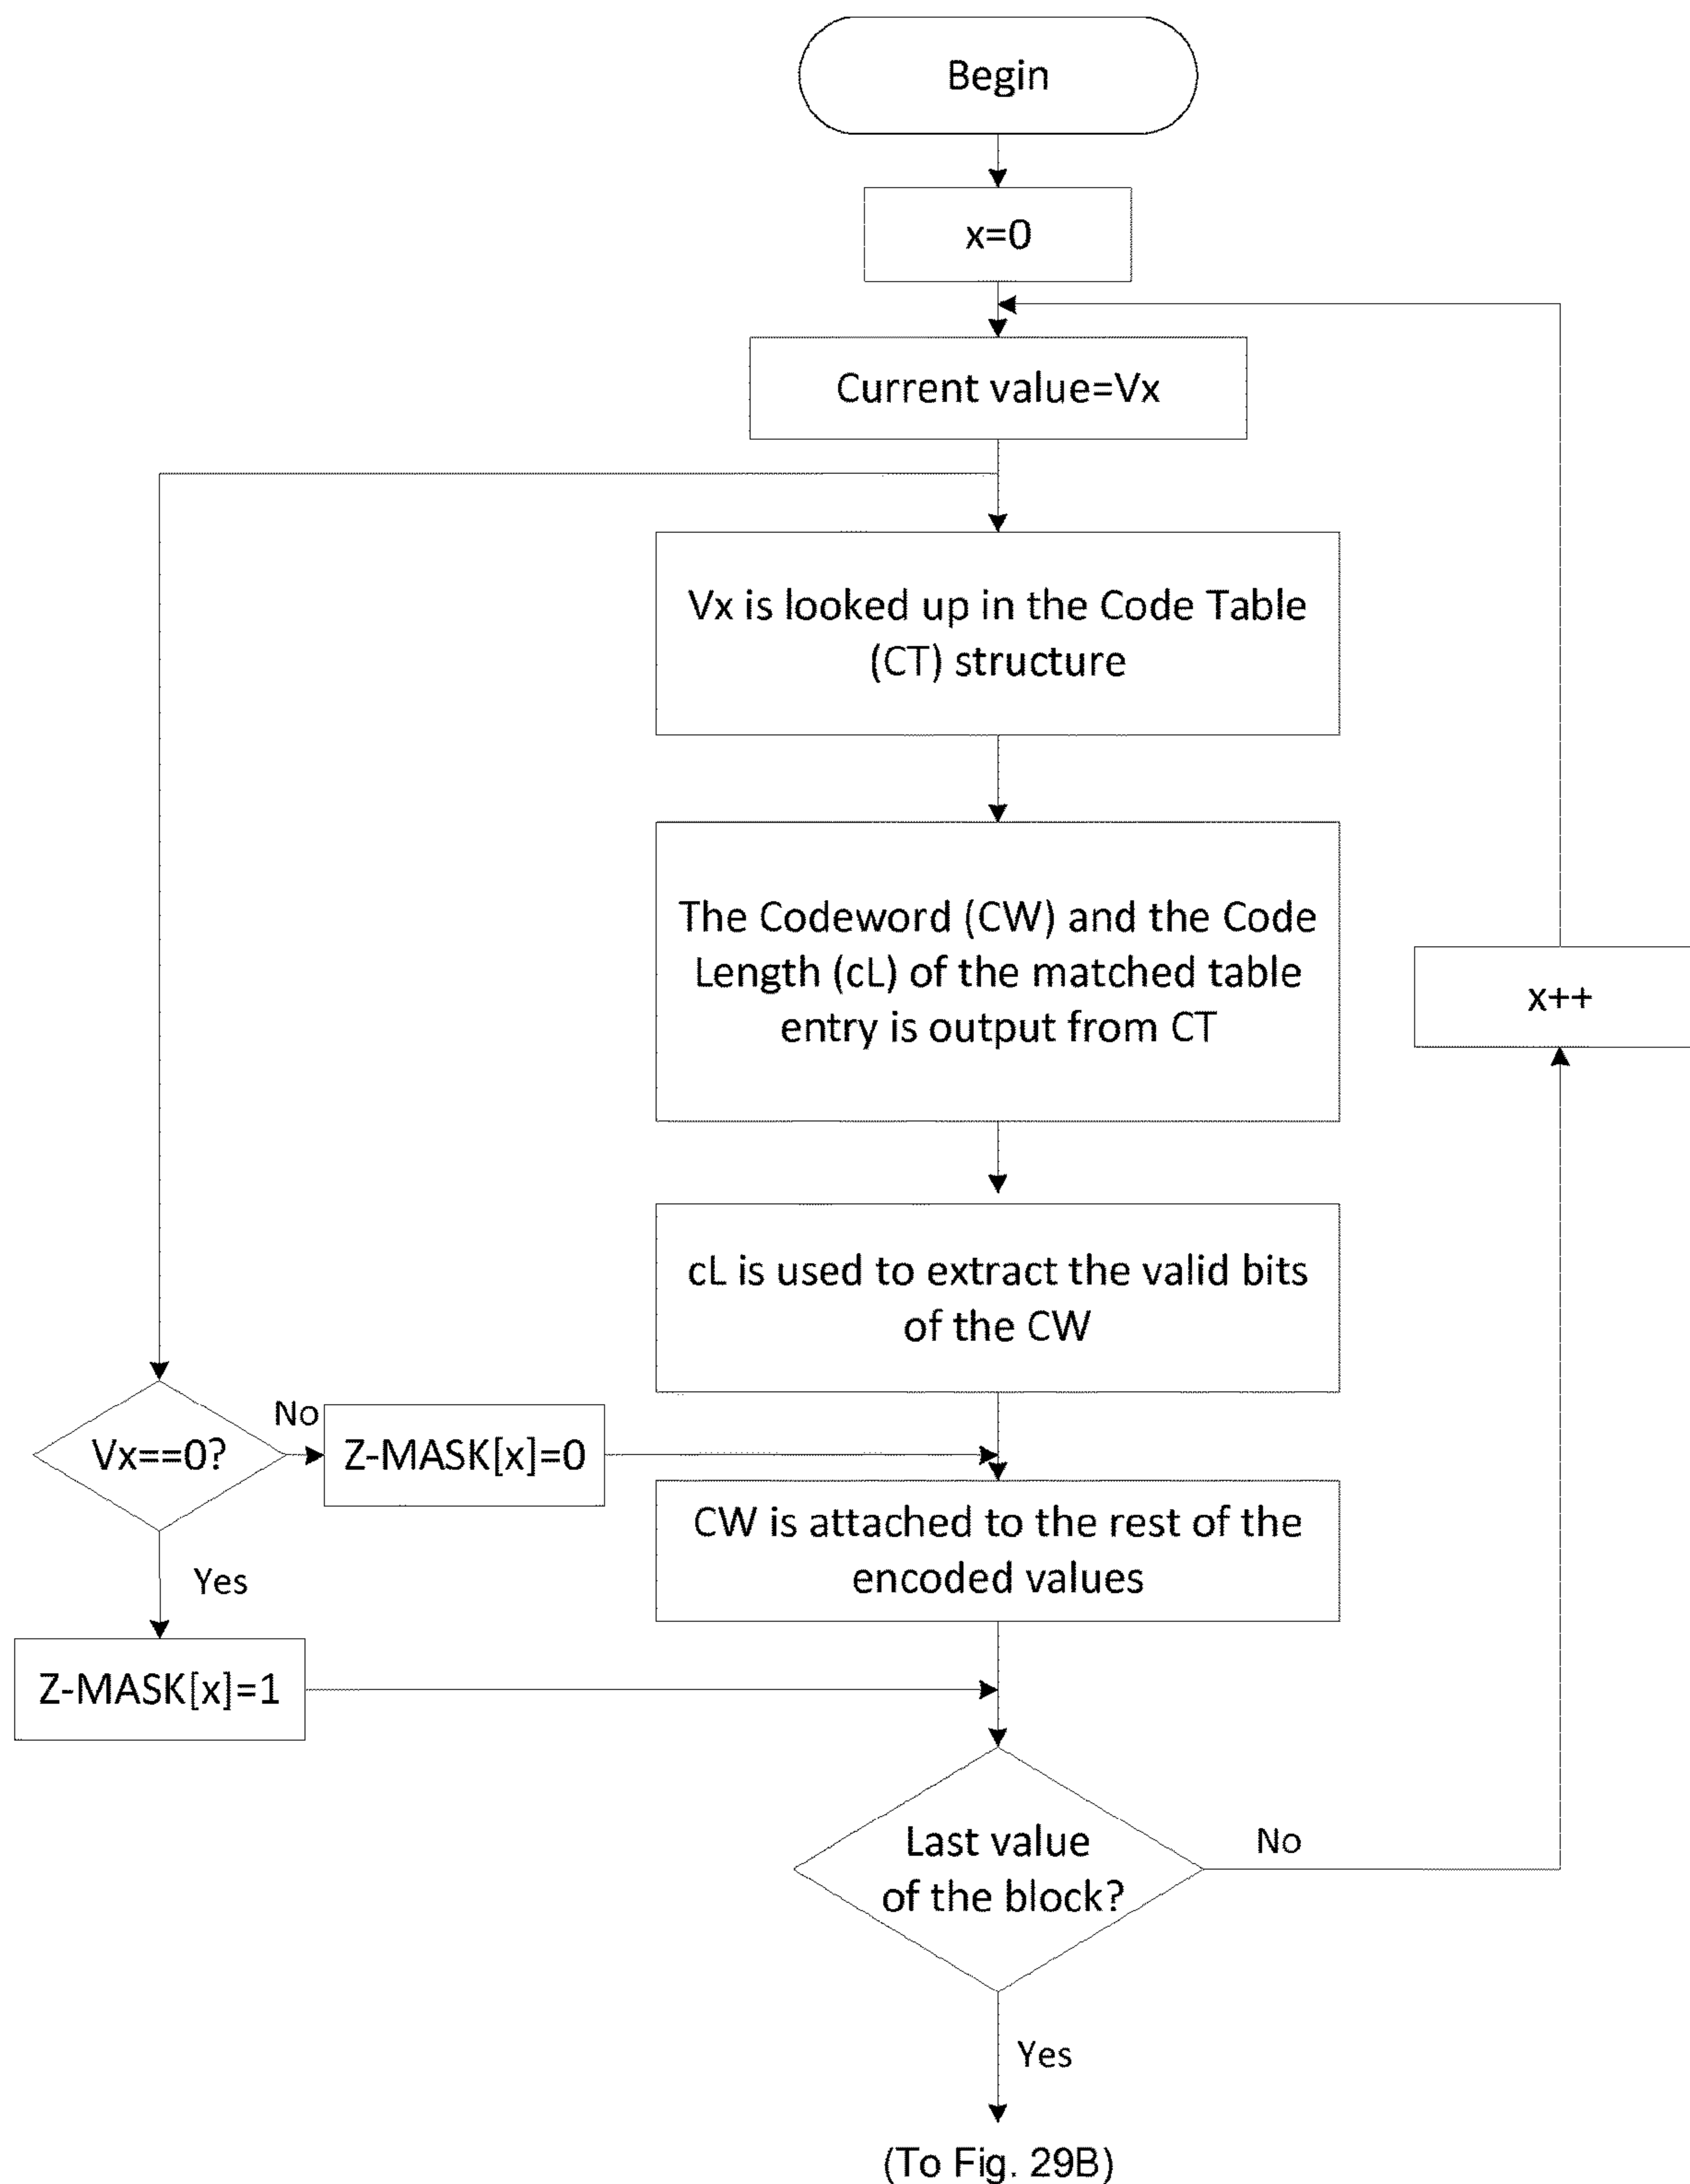 Begin
x=0
Current value=Vx
Vx is looked up in the Code Table
(CT) structure
The Codeword (CW) and the Code
Length (cL) of the matched table
entry is output from CT
x++
cL is used to extract the valid bits
of the CW
No
Vx==0?
Z-MASK[x]=0
CW is attached to the rest of the
encoded values
Yes
Z-MASK[x]=1
Last value
of the block?
No
Yes
(To Fig. 29B)